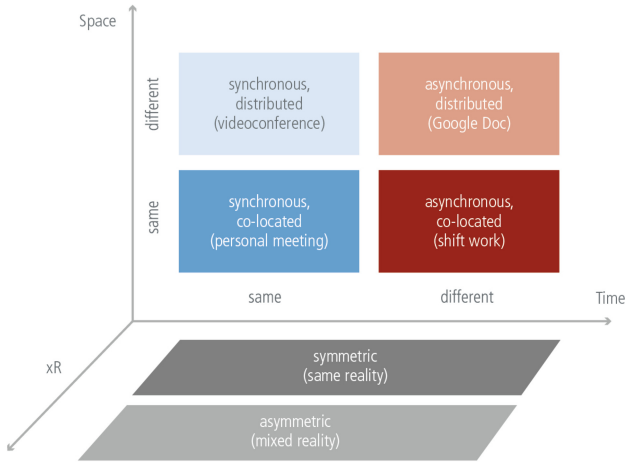 Space
different
synchronous,
distributed
(videoconference)
asynchronous,
distributed
(Google Doc)
same
synchronous,
co-located
(personal meeting)
asynchronous,
co-located
(shift work)
same
different
Time
xR
symmetric
(same reality)
asymmetric
(mixed reality)